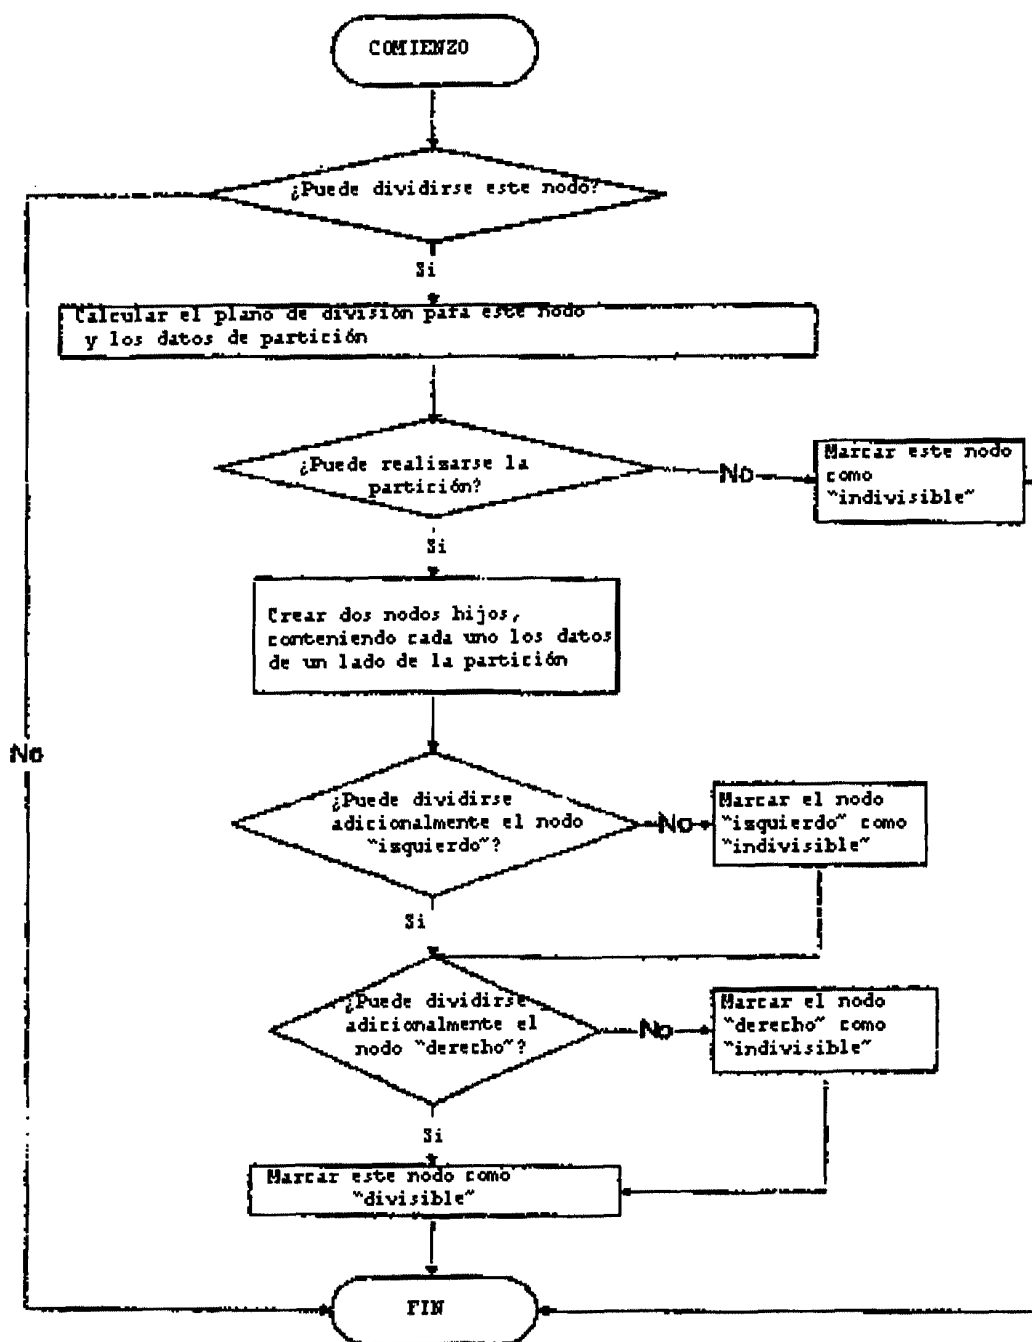 COMIENZO
¿Puede dividirse este nodo?
Si
Calcular el plano de división para este nodo
y los datos de partición
¿Puede realizarse la
partición?
No
Marcar este nodo
como
"indivisible"
Si
Crear dos nodos hijos,
conteniendo cada uno los datos
de un lado de la partición
No
¿Puede dividirse
adicionalmente el nodo
"izquierdo"?
No
Marcar el nodo
"izquierdo" como
"indivisible"
Si
¿Puede dividirse
adicionalmente el
nodo "derecho"?
No
Marcar el nodo
"derecho" como
"indivisible"
Si
Marcar este nodo como
"divisible"
FIN